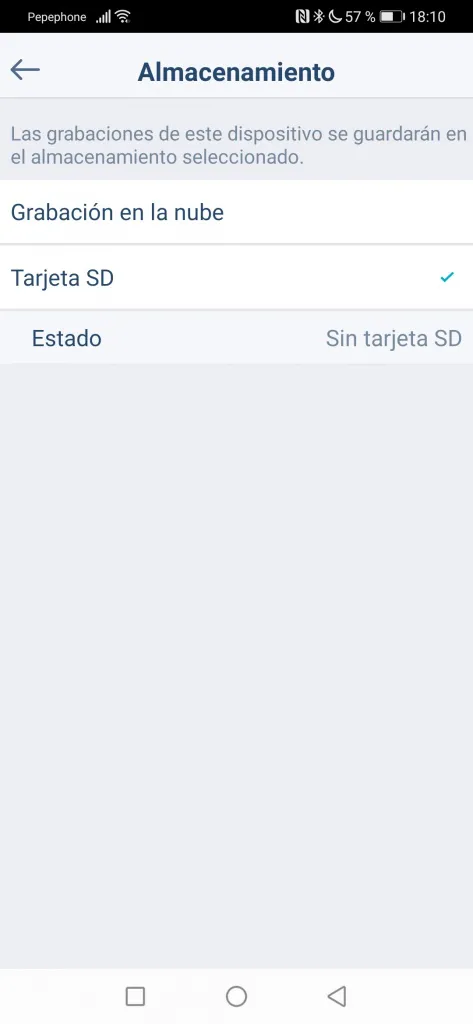 Pepephone 57 % 18:10
Almacenamiento
Las grabaciones de este dispositivo se guardarán en
el almacenamiento seleccionado.
Grabación en la nube
Tarjeta SD
Estado Sin tarjeta SD